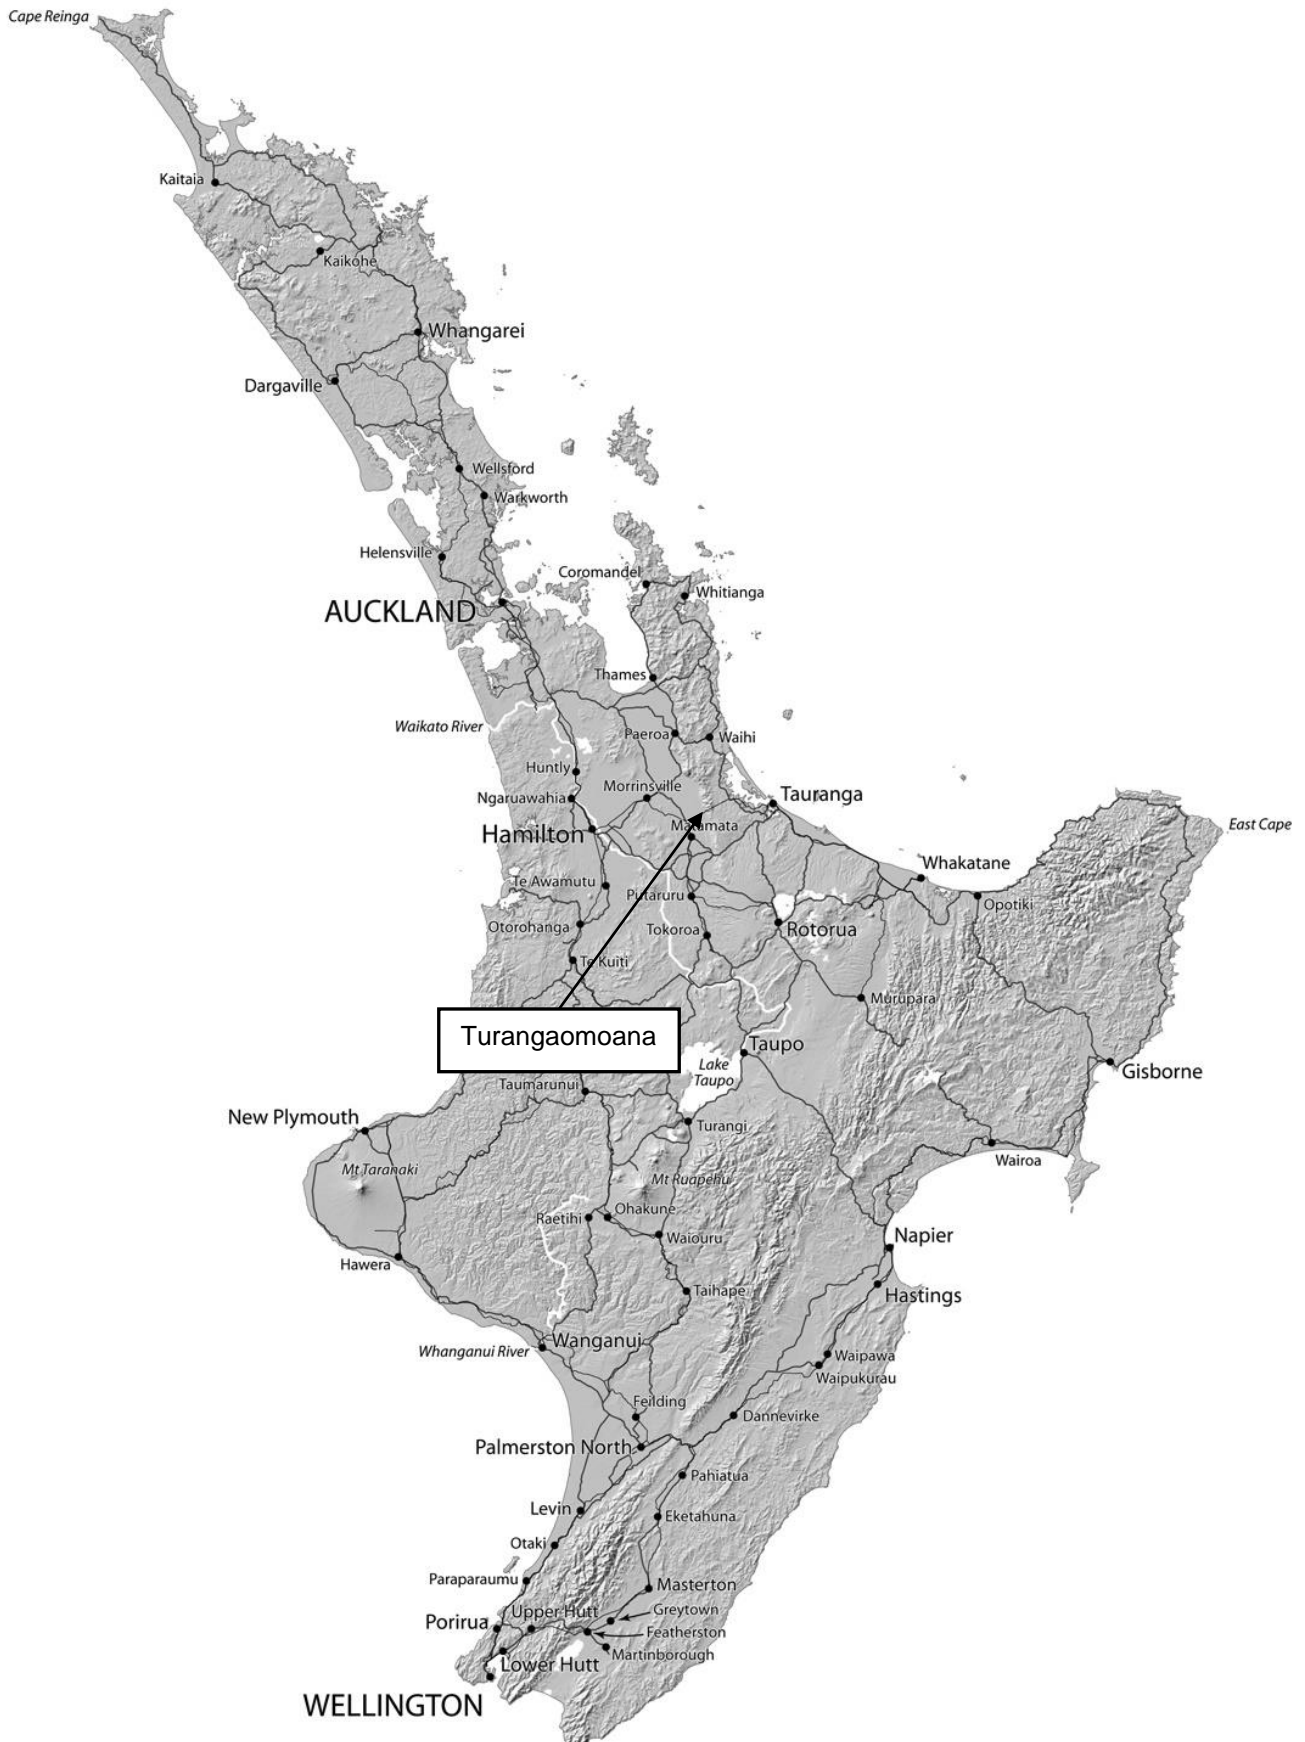 Cape Reinga
Kaitaia
Kaikohe
Whangarei
Dargaville
Wellsford
Warkworth
Helensville
Coromandel
Whitianga
AUCKLAND
Thames
Waikato River
Paeroa
Waihi
Huntly
Morrinsville
Ngaruawahia
Tauranga
Hamilton
Matamata
East Cape
Whakatane
Te Awamutu
Putaruru
Opotiki
Otorohanga
Tokoroa
Rotorua
Te Kuiti
Murupara
Turangaomoana
Taupo
Lake
Taupo
Gisborne
Taumarunui
New Plymouth
Turangi
Wairoa
Mt Taranaki
Mt Ruapehu
Raetihi
Ohakune
Waiouru
Napier
Hawera
Taihape
Hastings
Wanganui
Whanganui River
Waipawa
Waipukurau
Feilding
Dannevirke
Palmerston North
Pahiatua
Levin
Eketahuna
Otaki
Paraparaumu
Masterton
Greytown
Upper Hutt
Porirua
Featherston
Martinborough
Lower Hutt
WELLINGTON